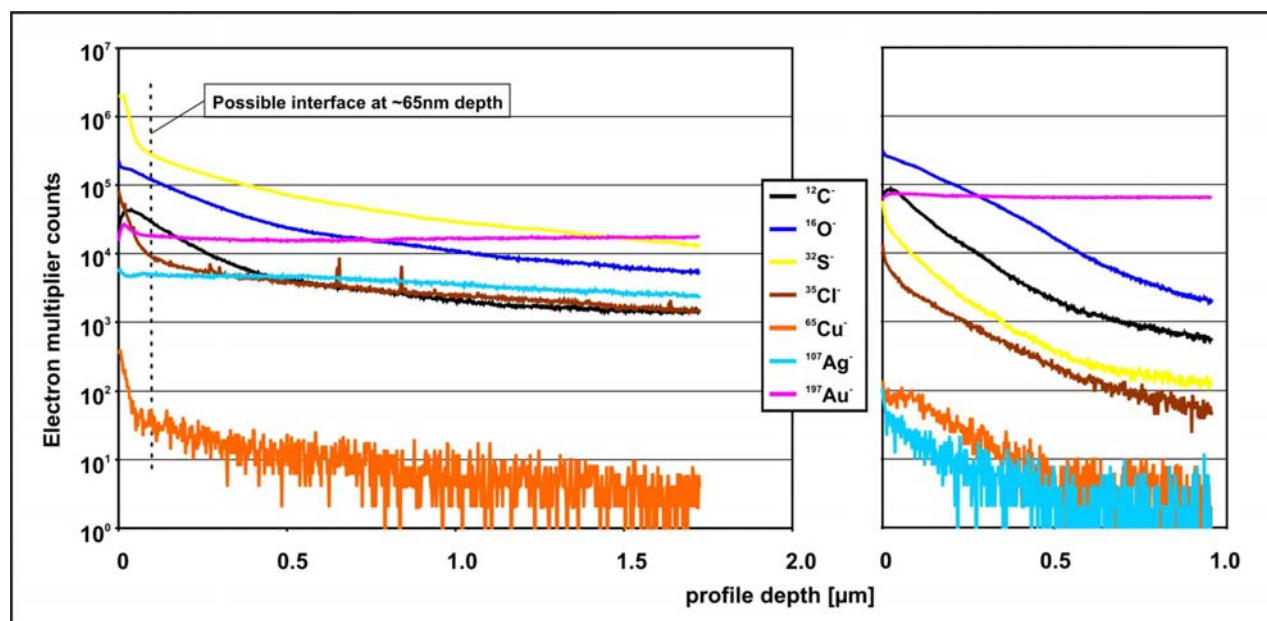 10⁷
10⁶
10⁵
10⁴
10³
10²
10¹
10⁰
Electron multiplier counts
Possible interface at ~65nm depth
¹²C⁻
¹⁶O⁻
³²S⁻
³⁵Cl⁻
⁶⁵Cu⁻
¹⁰⁷Ag⁻
¹⁹⁷Au⁻
0 0.5 1.0 1.5 2.0
0 0.5 1.0
profile depth [µm]